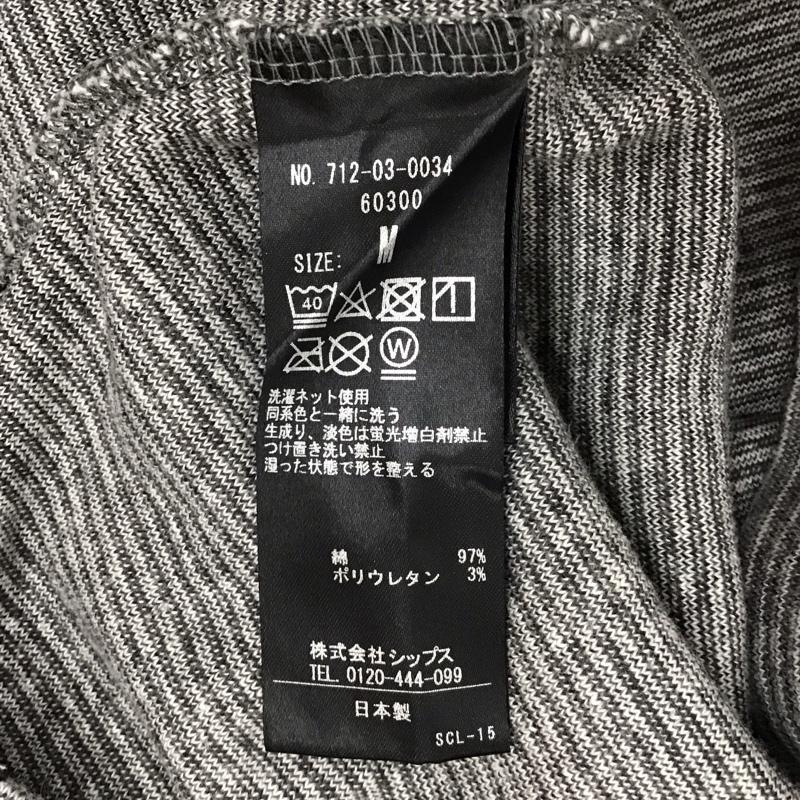 NO. 712-03-0034
60300
SIZE: M
40
W
洗濯ネット使用
同系色と一緒に洗う
生成り、淡色は蛍光増白剤禁止
つけ置き洗い禁止
湿った状態で形を整える
綿 97%
ポリウレタン 3%
株式会社シップス
TEL. 0120-444-099
日本製
SCL-15